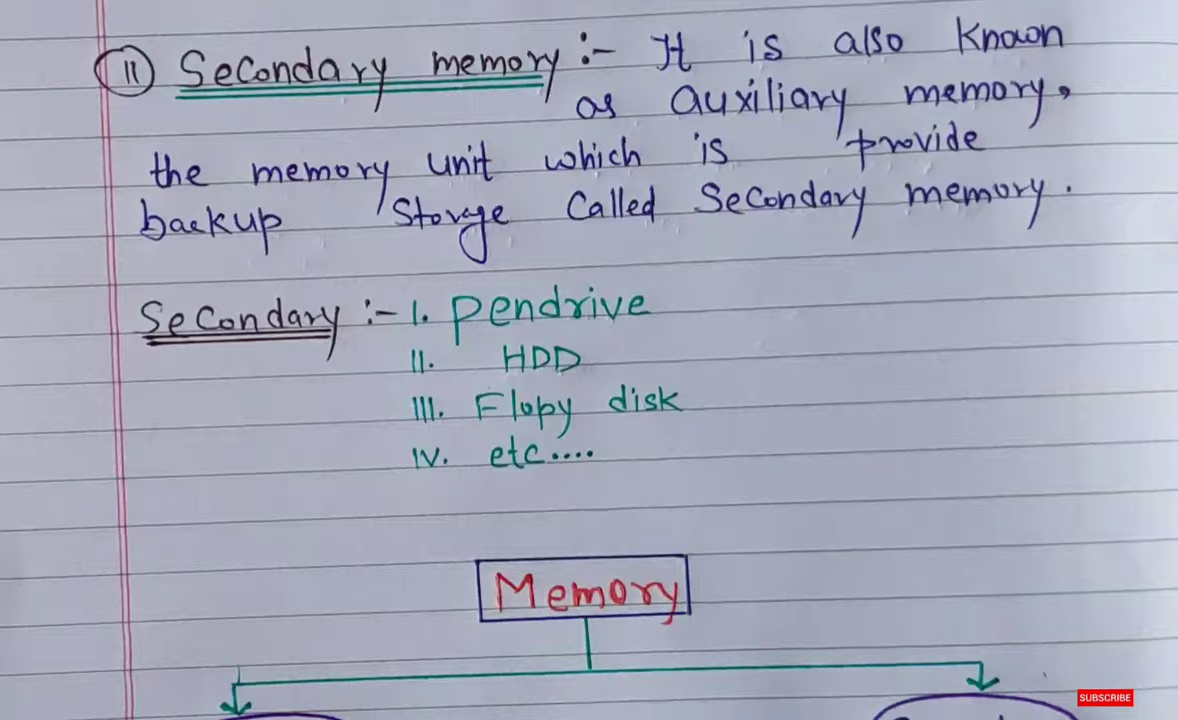 (11) Secondary memory :- It is also Known
as auxiliary memory,
the memory unit which is provide
backup Storage Called Secondary memory.
Secondary :- I. Pendrive
II. HDD
III. Flopy disk
IV. etc....
Memory
SUBSCRIBE